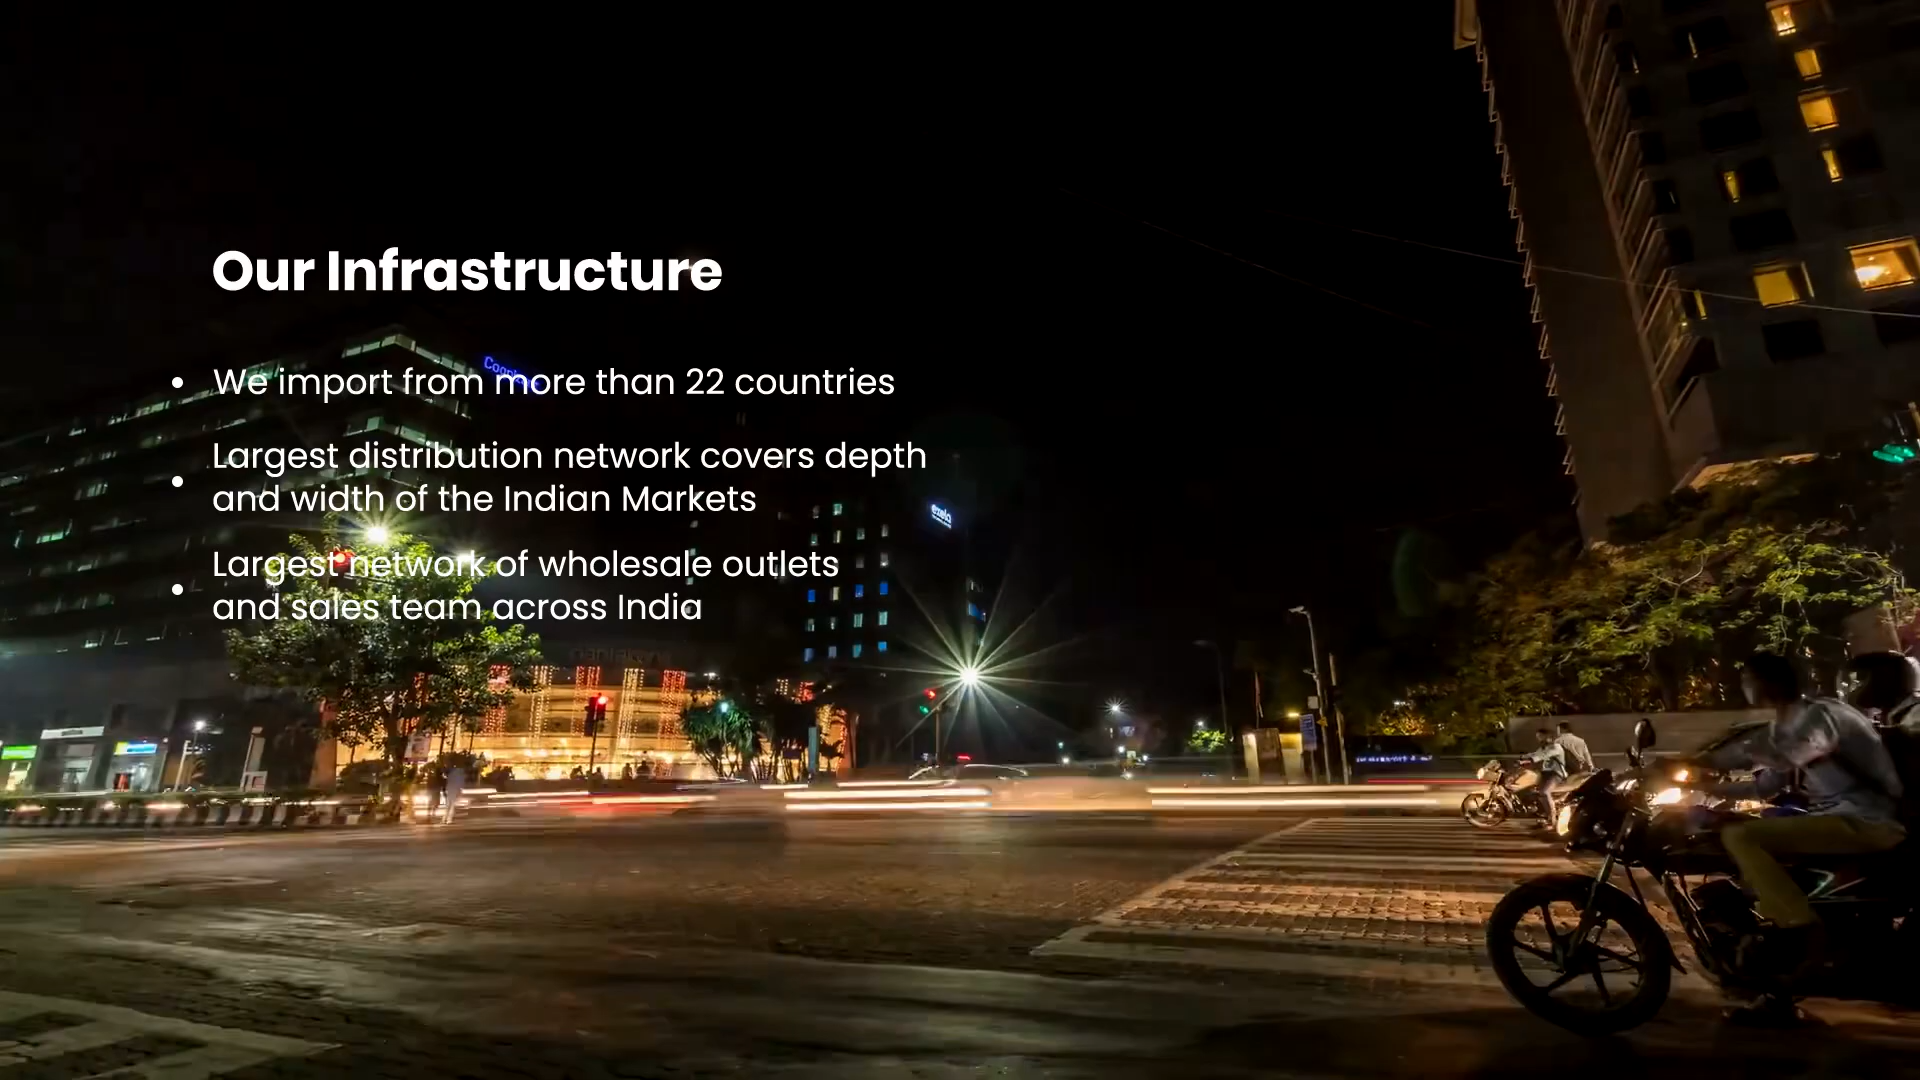 Our Infrastructure
We import from more than 22 countries
Largest distribution network covers depth
and width of the Indian Markets
Largest network of wholesale outlets
and sales team across India